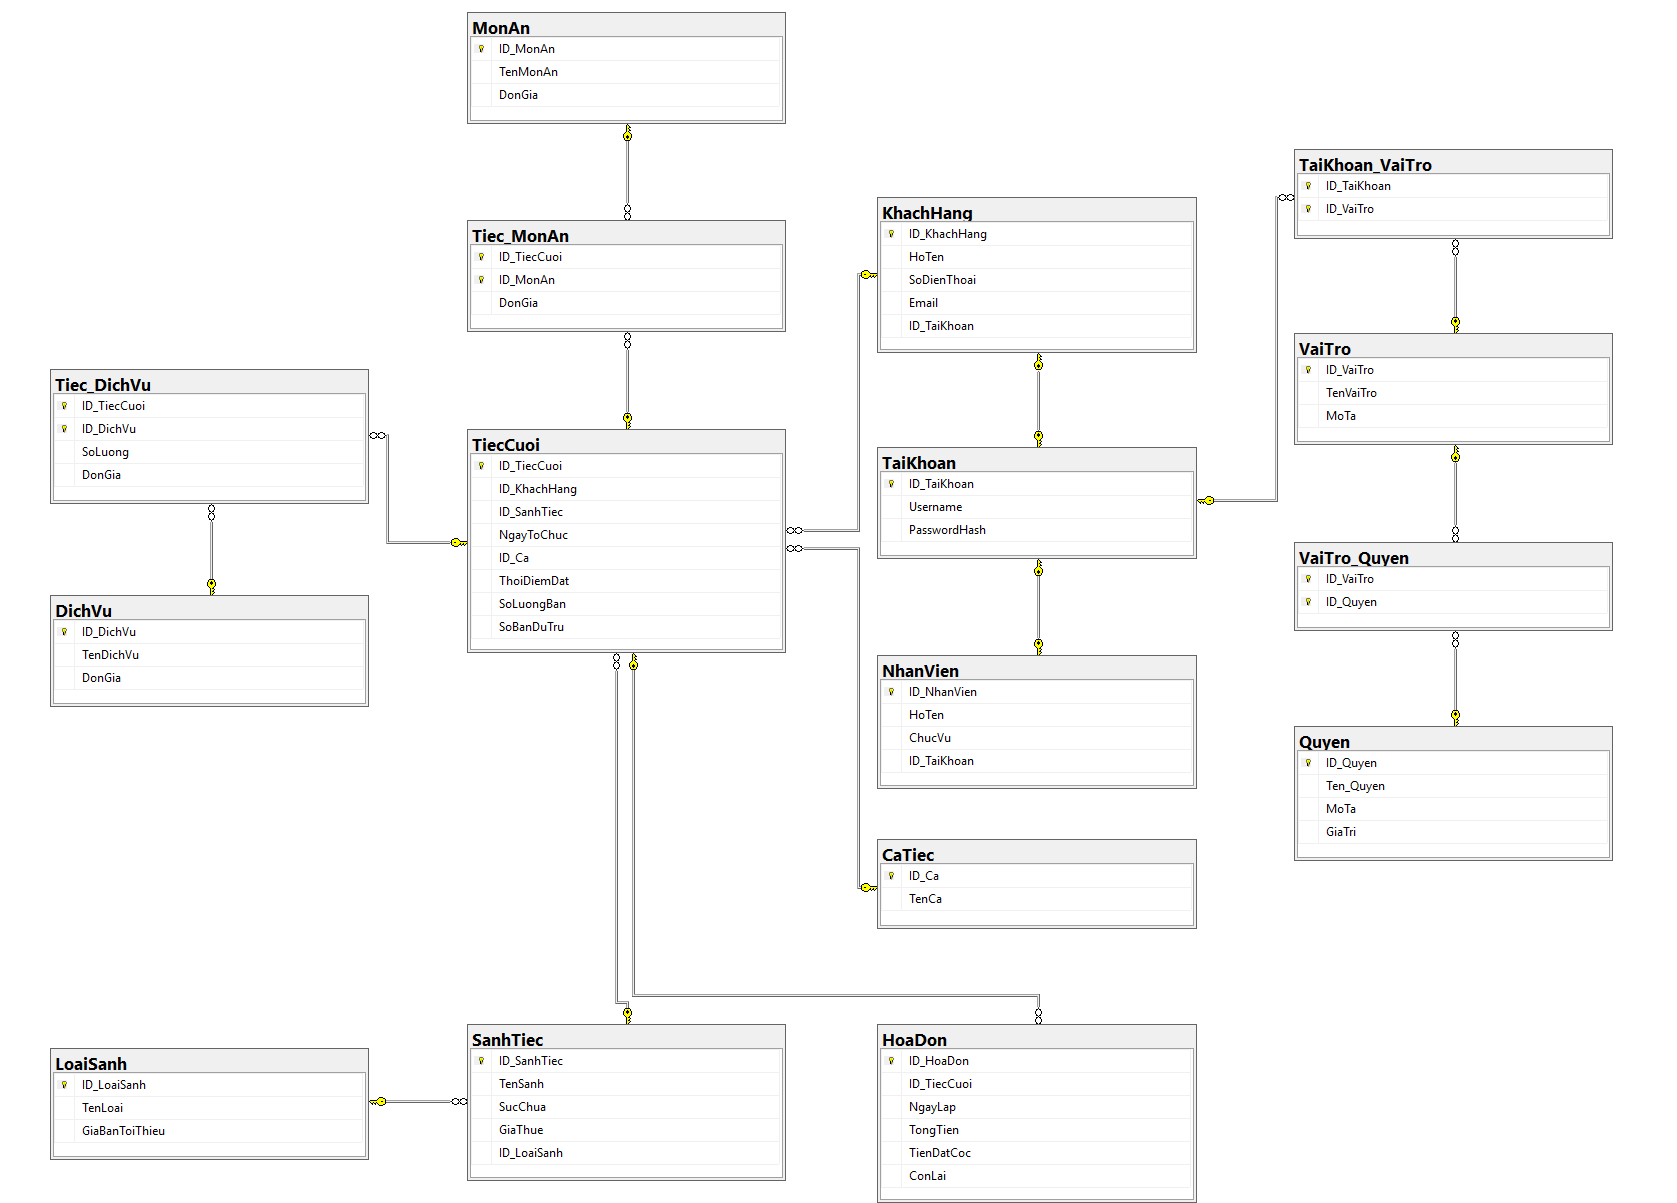 MonAn
ID_MonAn
TenMonAn
DonGia
Tiec_MonAn
ID_TiecCuoi
ID_MonAn
DonGia
Tiec_DichVu
ID_TiecCuoi
ID_DichVu
SoLuong
DonGia
DichVu
ID_DichVu
TenDichVu
DonGia
TiecCuoi
ID_TiecCuoi
ID_KhachHang
ID_SanhTiec
NgayToChuc
ID_Ca
ThoiDiemDat
SoLuongBan
SoBanDuTru
KhachHang
ID_KhachHang
HoTen
SoDienThoai
Email
ID_TaiKhoan
TaiKhoan
ID_TaiKhoan
Username
PasswordHash
NhanVien
ID_NhanVien
HoTen
ChucVu
ID_TaiKhoan
CaTiec
ID_Ca
TenCa
TaiKhoan_VaiTro
ID_TaiKhoan
ID_VaiTro
VaiTro
ID_VaiTro
TenVaiTro
MoTa
VaiTro_Quyen
ID_VaiTro
ID_Quyen
Quyen
ID_Quyen
Ten_Quyen
MoTa
GiaTri
LoaiSanh
ID_LoaiSanh
TenLoai
GiaBanToiThieu
SanhTiec
ID_SanhTiec
TenSanh
SucChua
GiaThue
ID_LoaiSanh
HoaDon
ID_HoaDon
ID_TiecCuoi
NgayLap
TongTien
TienDatCoc
ConLai